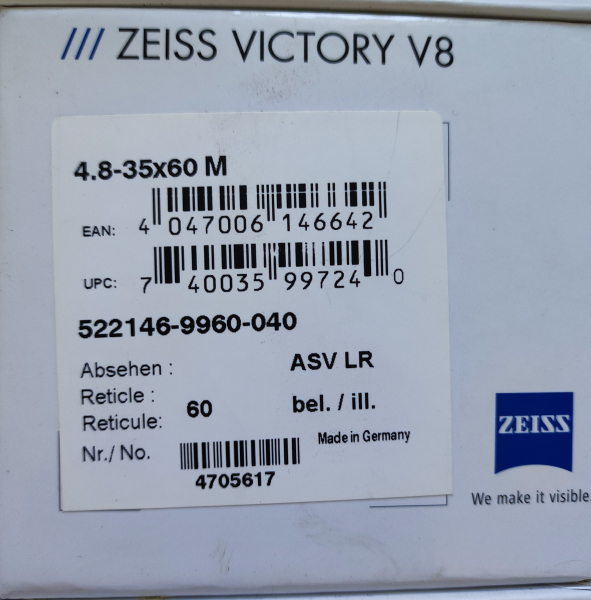 /// ZEISS VICTORY V8
4.8-35x60 M
EAN: 4 047006 146642
UPC: 7 40035 99724 0
522146-9960-040
Absehen : ASV LR
Reticle :
Reticule: 60 bel. / ill.
Nr./ No. Made in Germany
4705617
ZEISS
We make it visible.